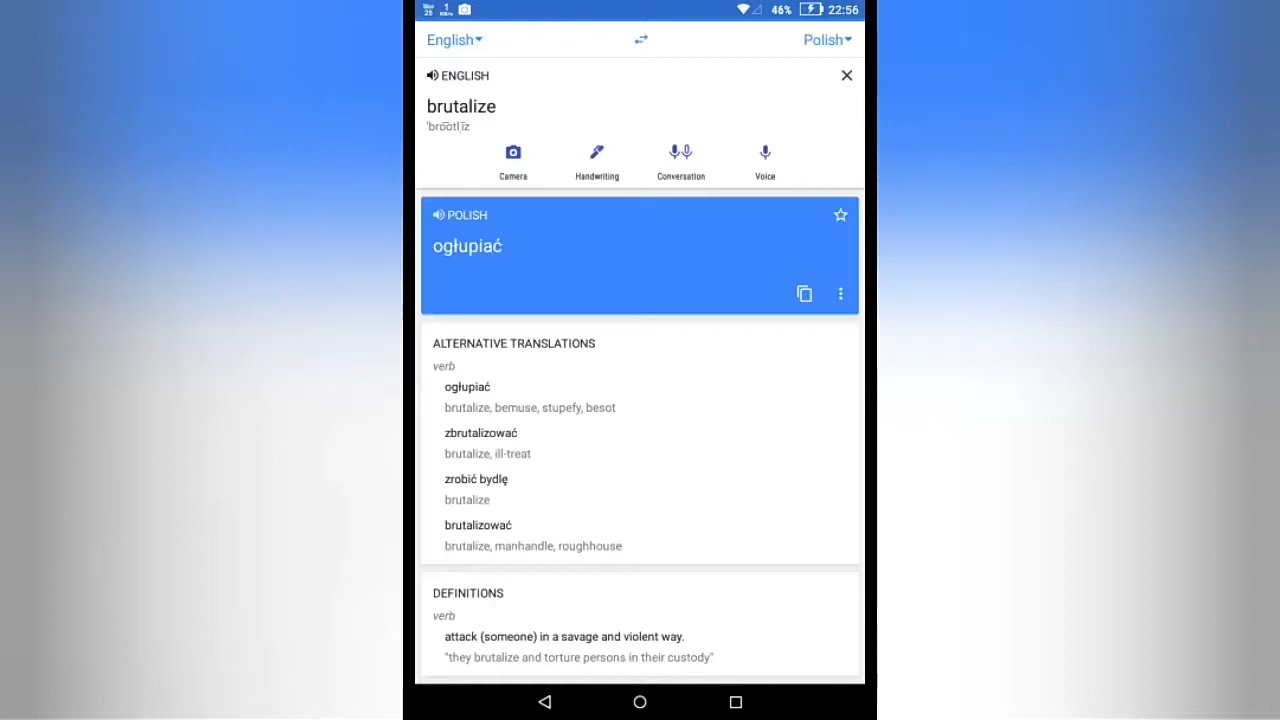 46% 22:56
English Polish
ENGLISH
brutalize
Camera Handwriting Conversation Voice
POLISH
ogłupiać
ALTERNATIVE TRANSLATIONS
verb
ogłupiać
brutalize, bemuse, stupefy, besot
zbrutalizować
brutalize, ill-treat
zrobić bydlę
brutalize
brutalizować
brutalize, manhandle, roughhouse
DEFINITIONS
verb
attack (someone) in a savage and violent way.
"they brutalize and torture persons in their custody"